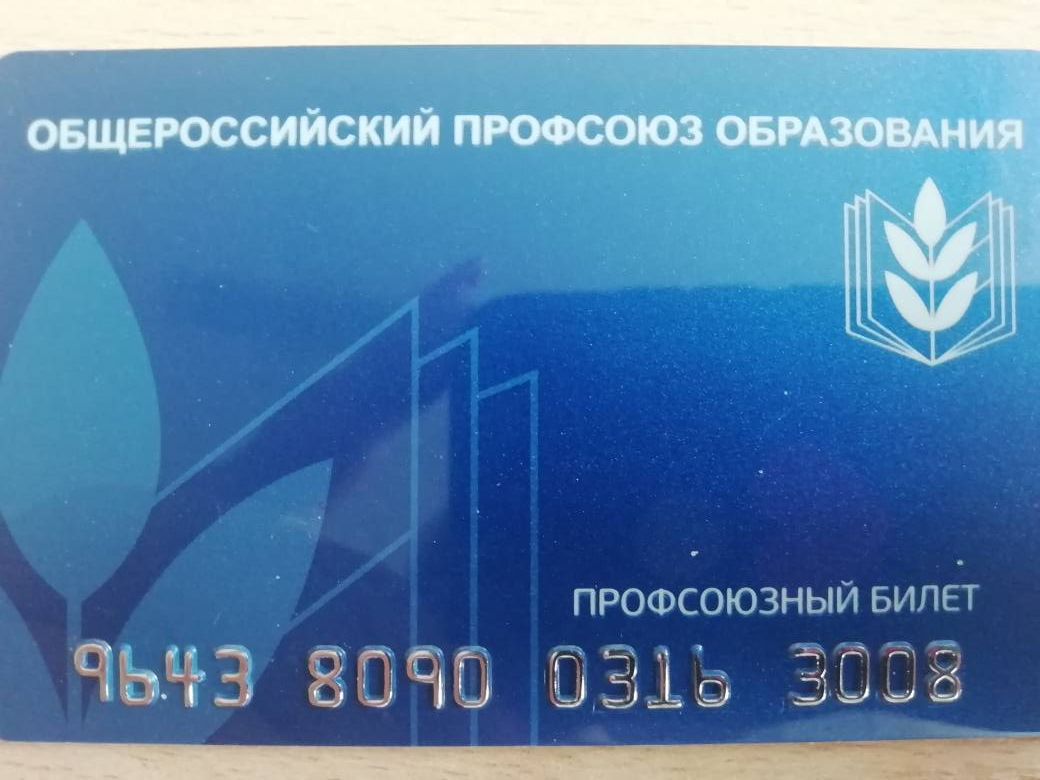 ОБЩЕРОССИЙСКИЙ ПРОФСОЮЗ ОБРАЗОВАНИЯ
ПРОФСОЮЗНЫЙ БИЛЕТ
9643 8090 0316 3008